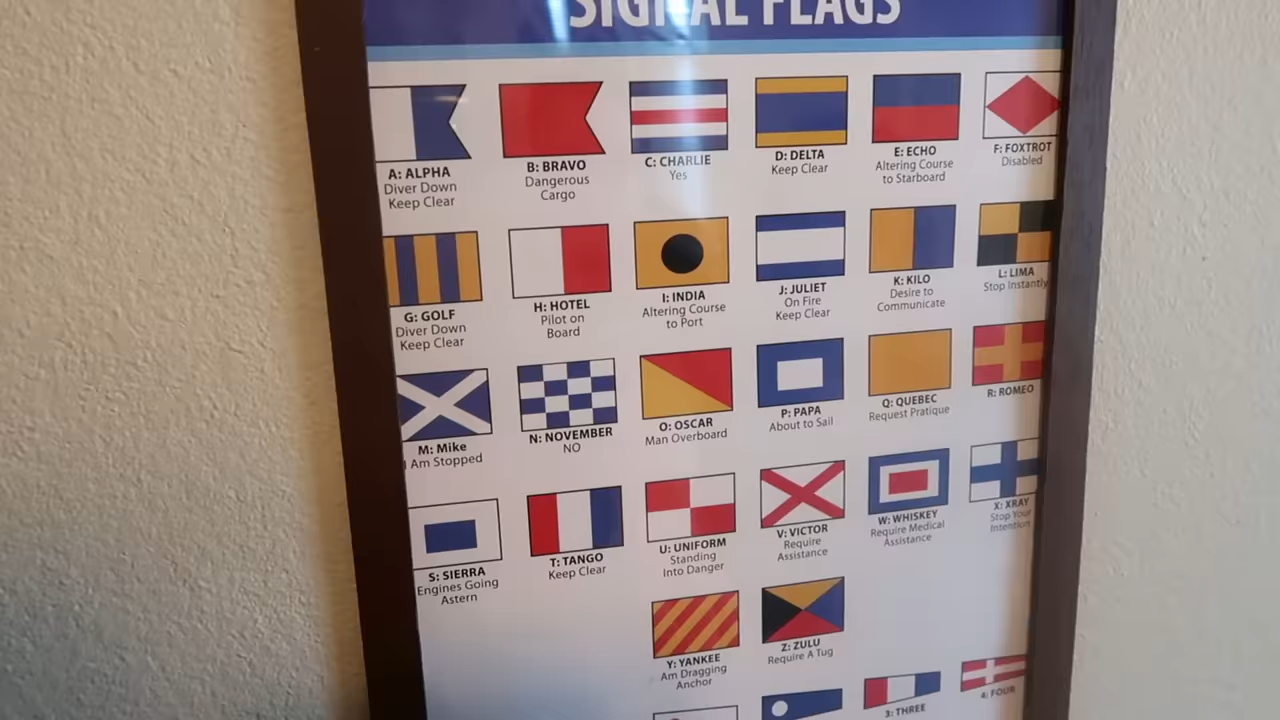 SIGNAL FLAGS
A: ALPHA
Diver Down
Keep Clear
B: BRAVO
Dangerous
Cargo
C: CHARLIE
Yes
D: DELTA
Keep Clear
E: ECHO
Altering Course
to Starboard
F: FOXTROT
Disabled
G: GOLF
Diver Down
Keep Clear
H: HOTEL
Pilot on
Board
I: INDIA
Altering Course
to Port
J: JULIET
On Fire
Keep Clear
K: KILO
Desire to
Communicate
L: LIMA
Stop Instantly
M: Mike
I Am Stopped
N: NOVEMBER
NO
O: OSCAR
Man Overboard
P: PAPA
About to Sail
Q: QUEBEC
Request Pratique
R: ROMEO
S: SIERRA
Engines Going
Astern
T: TANGO
Keep Clear
U: UNIFORM
Standing
Into Danger
V: VICTOR
Require
Assistance
W: WHISKEY
Require Medical
Assistance
X: XRAY
Stop Your
Intention
Y: YANKEE
Am Dragging
Anchor
Z: ZULU
Require A Tug
3: THREE
4: FOUR